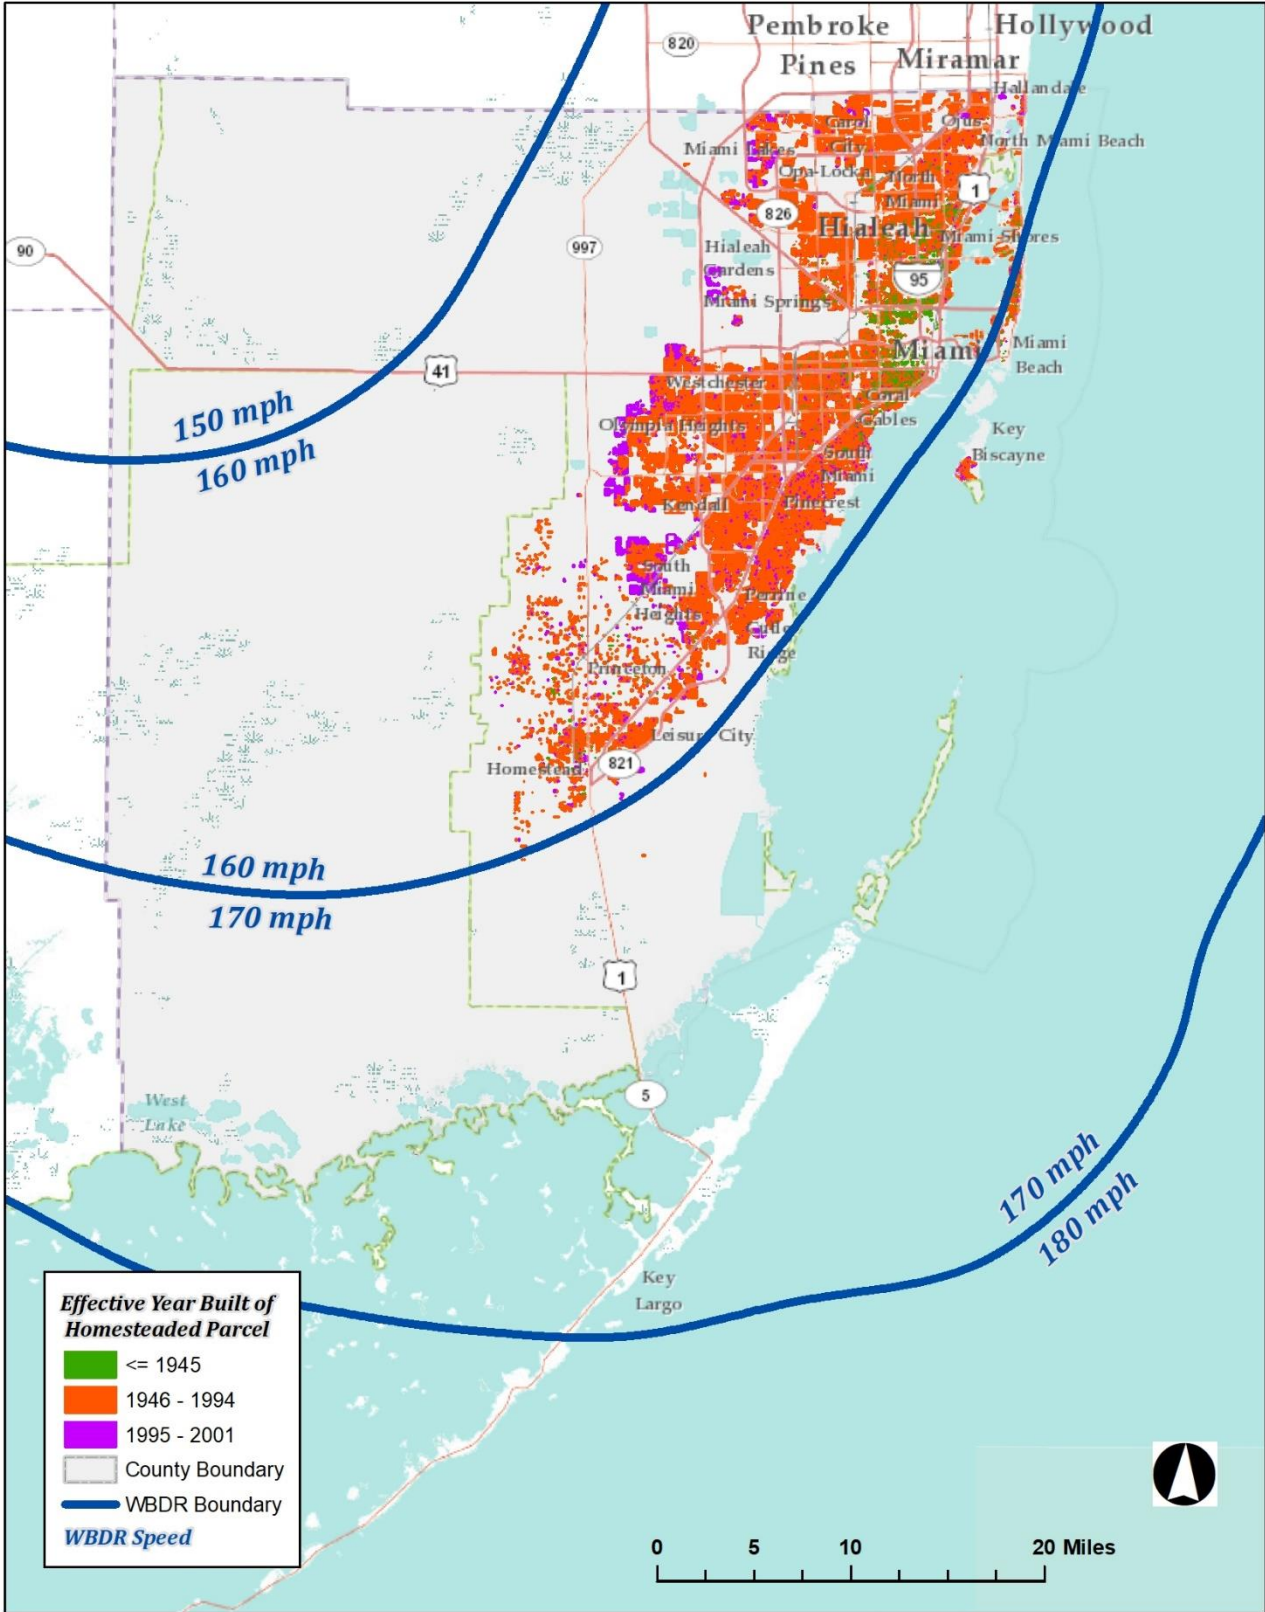 Pembroke
Pines
Hollywood
Miramar
820
Hallandale
Carol
City
Ojus
North Miami Beach
Miami Lakes
Opa-Locka
North
Miami
1
826
Hialeah
Miami Shores
90
997
Hialeah
Gardens
95
Miami Springs
Miami
Miami
Beach
41
Westchester
Coral
Gables
150 mph
160 mph
Olympia Heights
Key
Biscayne
South
Miami
Kendall
Pinecrest
South
Miami
Heights
Perrine
Cutler
Ridge
Princeton
Leisure City
Homestead
821
160 mph
170 mph
1
5
West
Lake
170 mph
180 mph
Key
Largo
Effective Year Built of
Homesteaded Parcel
<= 1945
1946 - 1994
1995 - 2001
County Boundary
WBDR Boundary
WBDR Speed
0 5 10 20 Miles